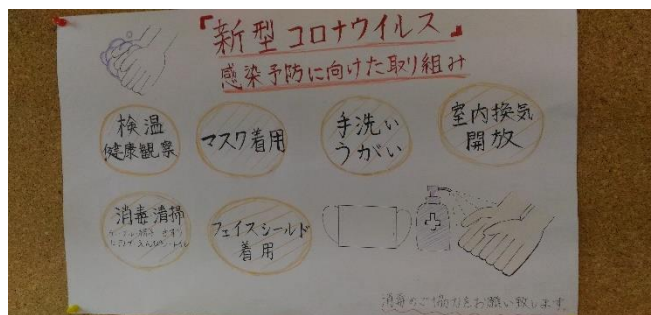 『新型コロナウイルス』
感染予防に向けた取り組み
検温
健康観察
マスク着用
手洗い
うがい
室内換気
開放
消毒清掃
フェイスシールド
着用
消毒のご協力をお願い致します